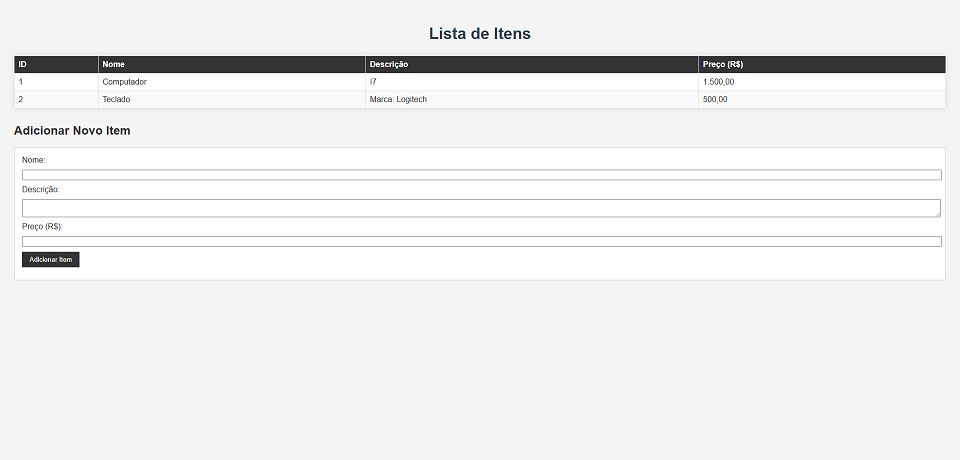 Lista de Itens
ID Nome Descrição Preço (R$)
1 Computador I7 1.500,00
2 Teclado Marca: Logitech 500,00
Adicionar Novo Item
Nome:
Descrição:
Preço (R$):
Adicionar Item